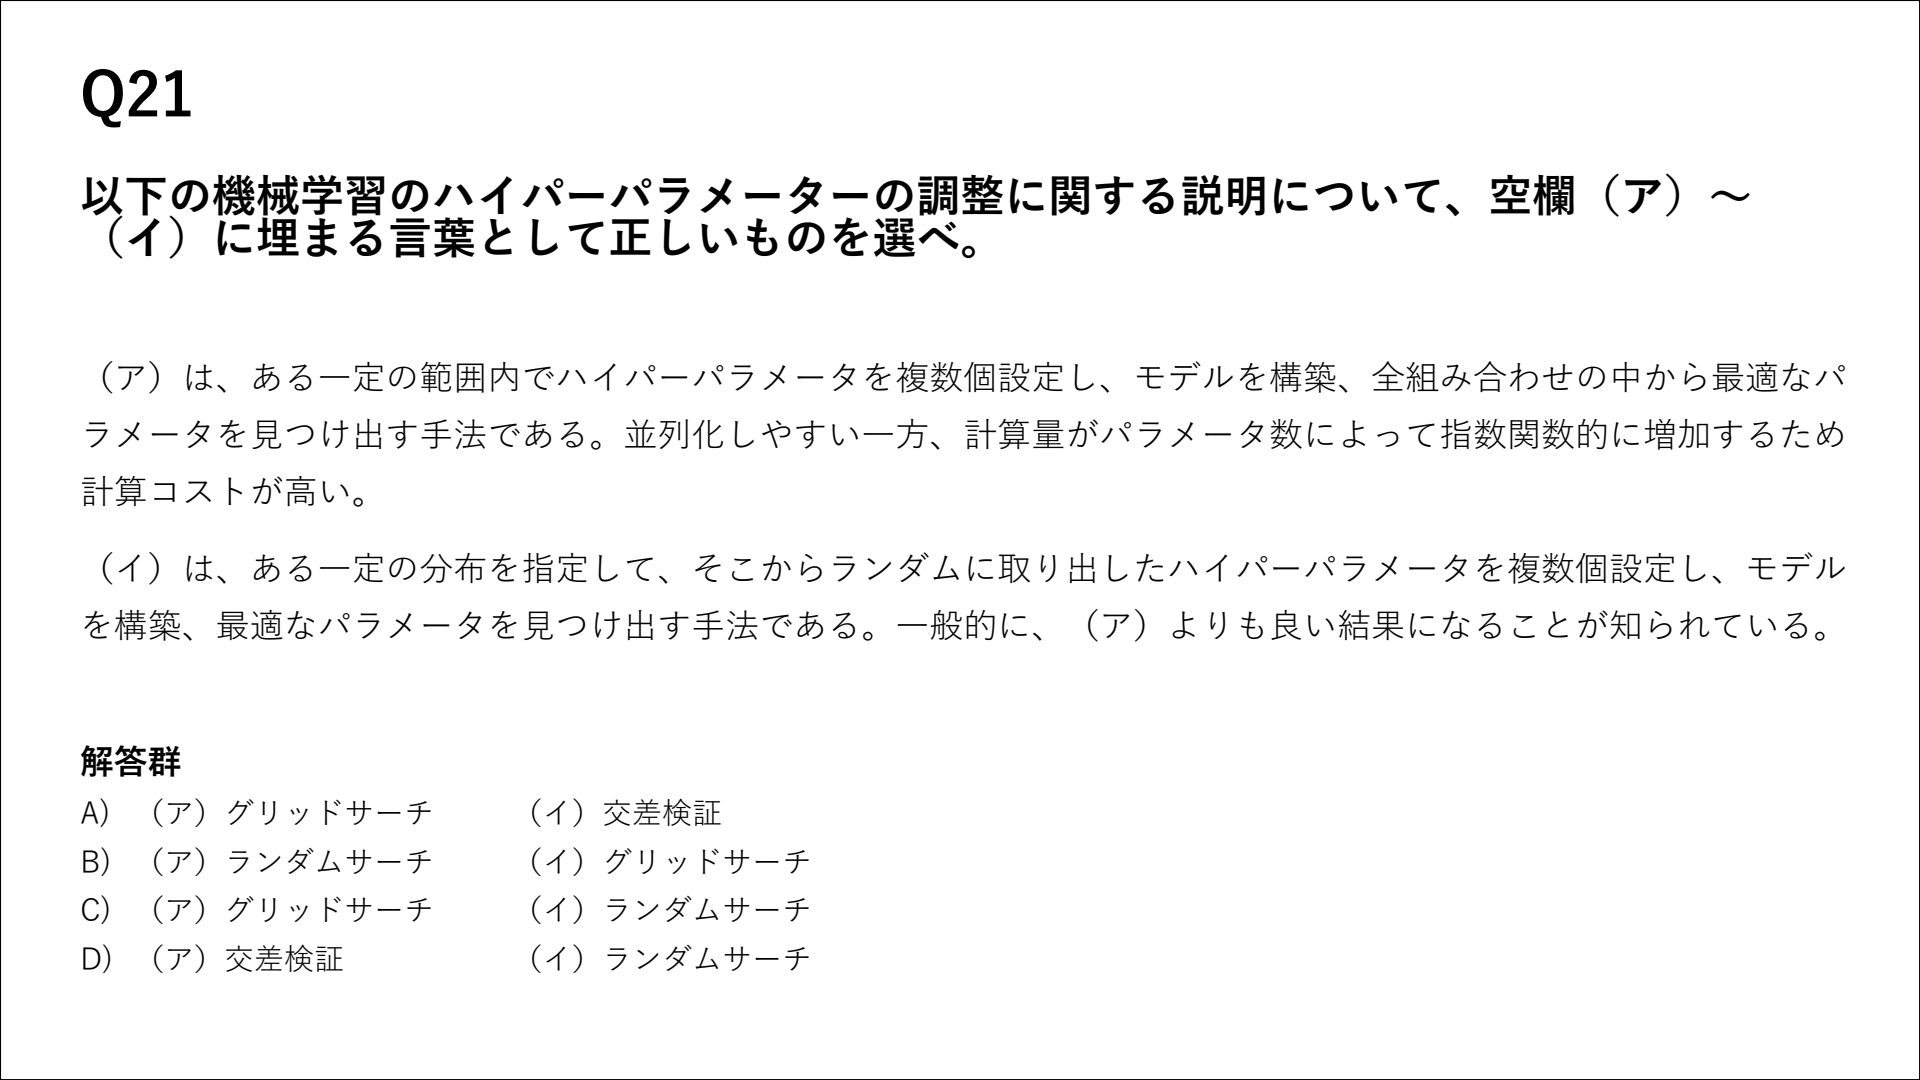 Q21
以下の機械学習のハイパーパラメーターの調整に関する説明について、空欄（ア）～
（イ）に埋まる言葉として正しいものを選べ。
（ア）は、ある一定の範囲内でハイパーパラメータを複数個設定し、モデルを構築、全組み合わせの中から最適なパ
ラメータを見つけ出す手法である。並列化しやすい一方、計算量がパラメータ数によって指数関数的に増加するため
計算コストが高い。
（イ）は、ある一定の分布を指定して、そこからランダムに取り出したハイパーパラメータを複数個設定し、モデル
を構築、最適なパラメータを見つけ出す手法である。一般的に、（ア）よりも良い結果になることが知られている。
解答群
A) （ア）グリッドサーチ （イ）交差検証
B) （ア）ランダムサーチ （イ）グリッドサーチ
C) （ア）グリッドサーチ （イ）ランダムサーチ
D) （ア）交差検証 （イ）ランダムサーチ